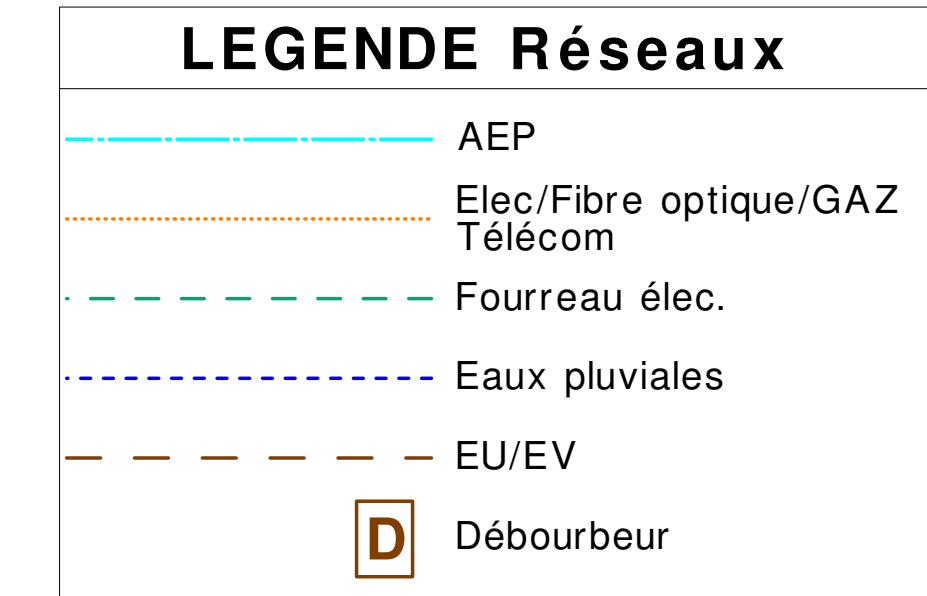 LEGENDE Réseaux
AEP
Elec/Fibre optique/GAZ
Télécom
Fourreau élec.
Eaux pluviales
EU/EV
D Débourbeur